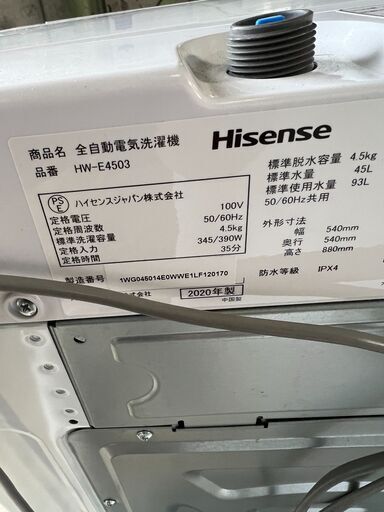 商品名 全自動電気洗濯機
品番 HW-E4503
Hisense
PS
E
ハイセンスジャパン株式会社
定格電圧 100V
定格周波数 50/60Hz
標準洗濯容量 4.5kg
定格入力 345/390W
定格時間 35分
製造番号 1WG045014E0WWE1LF120170
標準脱水容量 4.5kg
標準水量 45L
標準使用水量 93L
50/60Hz共用
外形寸法
幅 540mm
奥行 540mm
高さ 880mm
防水等級 IPX4
株式会社
2020年製
中国製